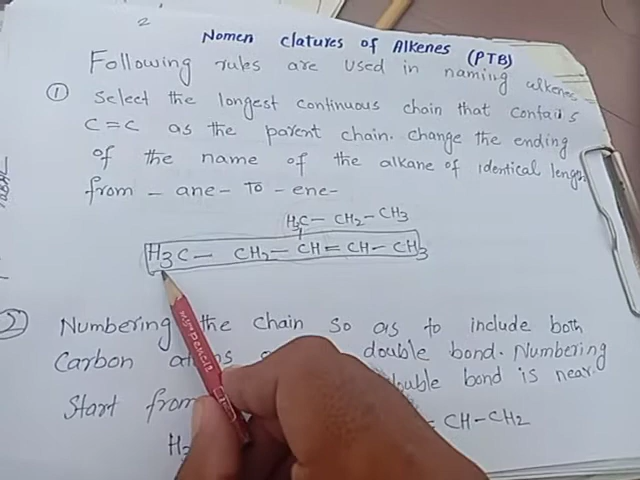 2
Nomen clatures of Alkenes (PTB)
Following rules are used in naming alkenes
① Select the longest continuous chain that contains
C=C as the parent chain. change the ending
of the name of the alkane of identical length
from - ane- To - ene-
H3C- CH2-CH3
H3C- CH2-CH=CH-CH3
② Numbering the chain so as to include both
Carbon double bond. Numbering
Start from double bond is near.
CH-CH2
my pencil